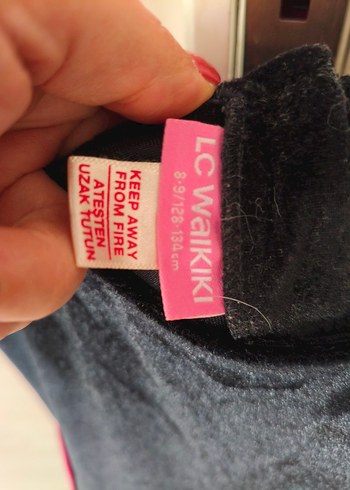 LC WAIKIKI
8-9/128-134cm
KEEP AWAY
FROM FIRE
ATEŞTEN
UZAK TUTUN